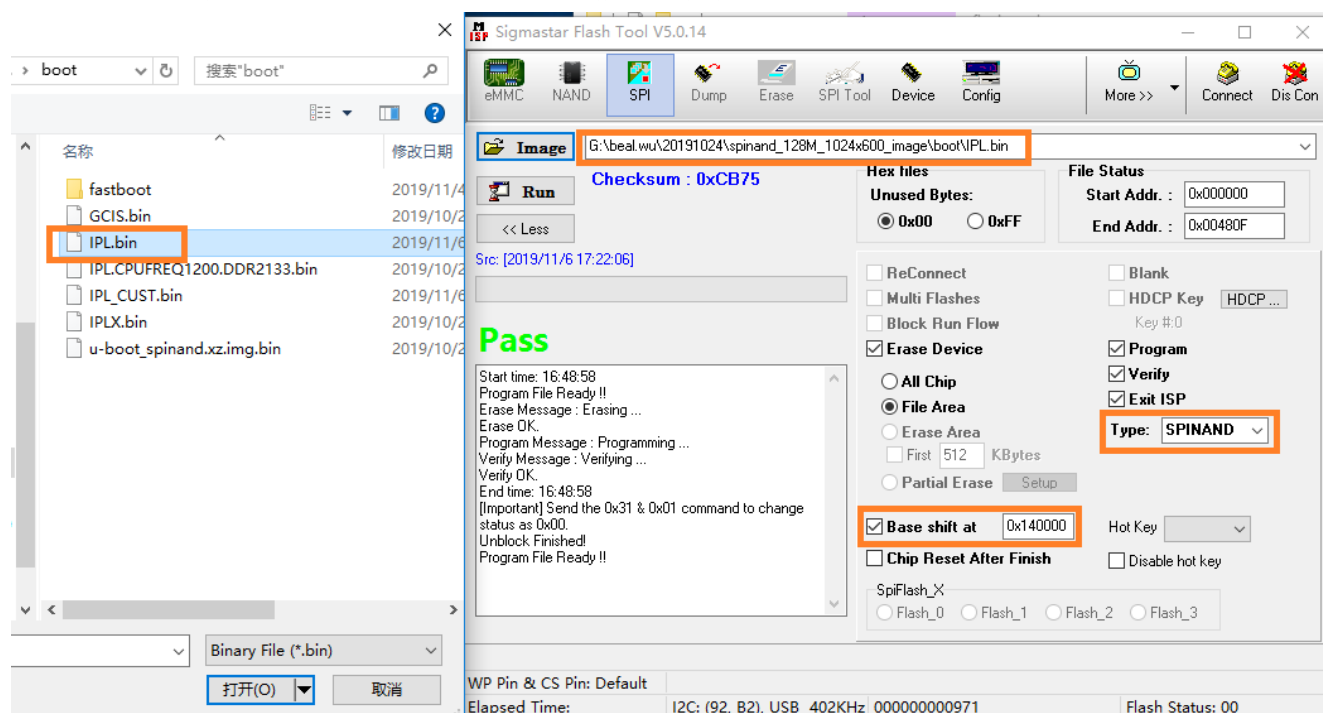 boot
搜索"boot"
名称
修改日期
fastboot
2019/11/4
GCIS.bin
2019/10/2
IPL.bin
2019/11/6
IPL.CPUFREQ1200.DDR2133.bin
2019/10/2
IPL_CUST.bin
2019/11/6
IPLX.bin
2019/10/2
u-boot_spinand.xz.img.bin
2019/10/2
Binary File (*.bin)
打开(O)
取消
Sigmastar Flash Tool V5.0.14
eMMC NAND SPI Dump Erase SPI Tool Device Config More >> Connect Dis Con
Image
G:\beal.wu\20191024\spinand_128M_1024x600_image\boot\IPL.bin
Run
Checksum : 0xCB75
<< Less
Src: [2019/11/6 17:22:06]
Pass
Start time: 16:48:58
Program File Ready !!
Erase Message : Erasing ...
Erase OK.
Program Message : Programming ...
Verify Message : Verifying ...
Verify OK.
End time: 16:48:58
[Important] Send the 0x31 & 0x01 command to change
status as 0x00.
Unblock Finished!
Program File Ready !!
Hex files
Unused Bytes:
0x00 0xFF
File Status
Start Addr. : 0x000000
End Addr. : 0x00480F
ReConnect
Multi Flashes
Block Run Flow
Erase Device
All Chip
File Area
Erase Area
First 512 KBytes
Partial Erase Setup
Blank
HDCP Key HDCP ...
Key #:0
Program
Verify
Exit ISP
Type: SPINAND
Base shift at 0x140000
Hot Key
Chip Reset After Finish
Disable hot key
SpiFlash_X
Flash_0 Flash_1 Flash_2 Flash_3
WP Pin & CS Pin: Default
Elapsed Time:
I2C: (92, B2), USB 402KHz
000000000971
Flash Status: 00